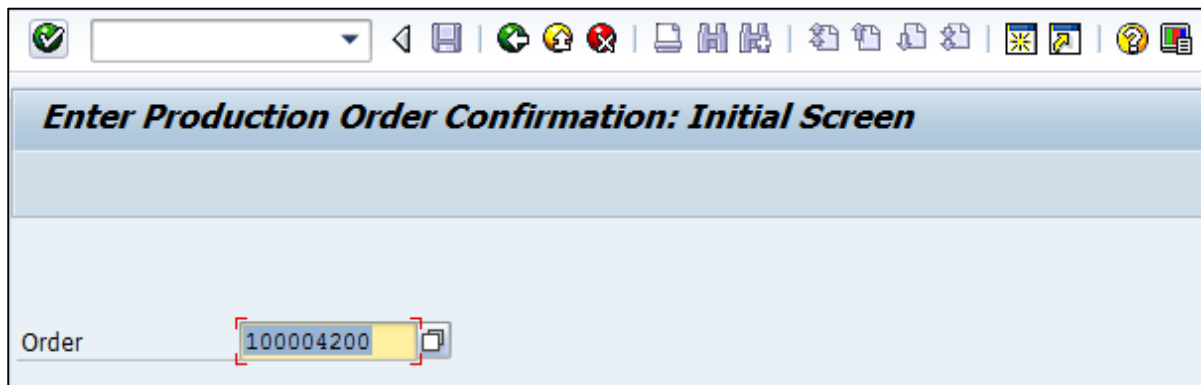 Enter Production Order Confirmation: Initial Screen
Order 100004200